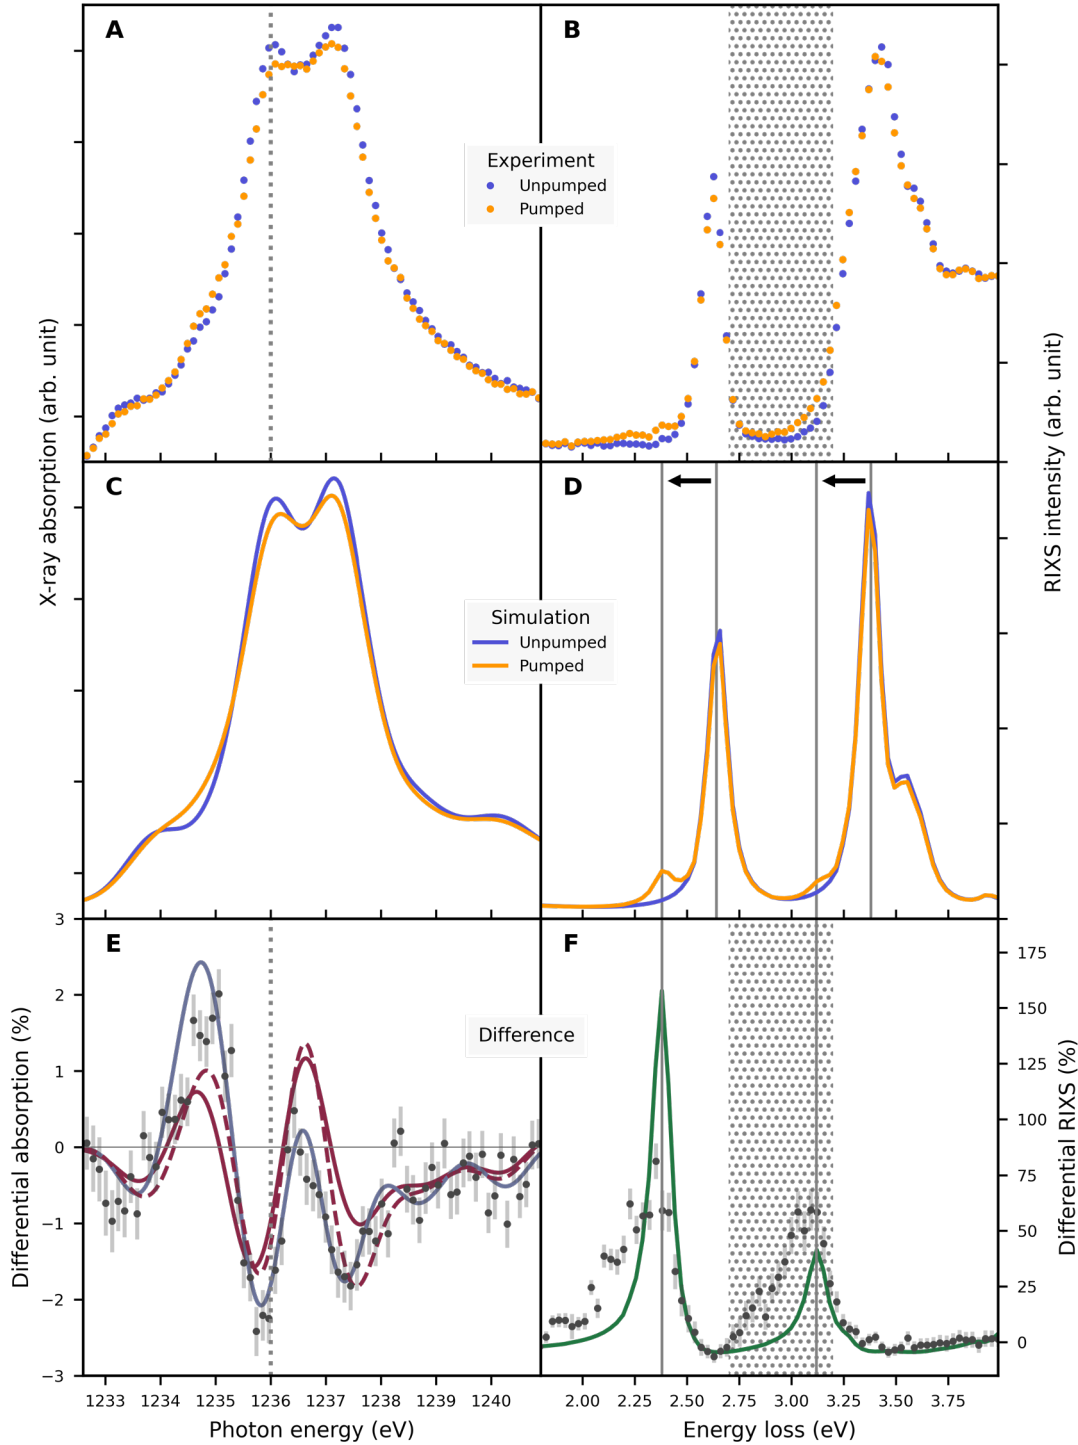 A
B
Experiment
Unpumped
Pumped
X-ray absorption (arb. unit)
RIXS intensity (arb. unit)
C
D
Simulation
Unpumped
Pumped
E
F
Difference
Differential absorption (%)
3
2
1
0
−1
−2
−3
175
150
125
100
75
50
25
0
Differential RIXS (%)
1233 1234 1235 1236 1237 1238 1239 1240
2.00 2.25 2.50 2.75 3.00 3.25 3.50 3.75
Photon energy (eV)
Energy loss (eV)